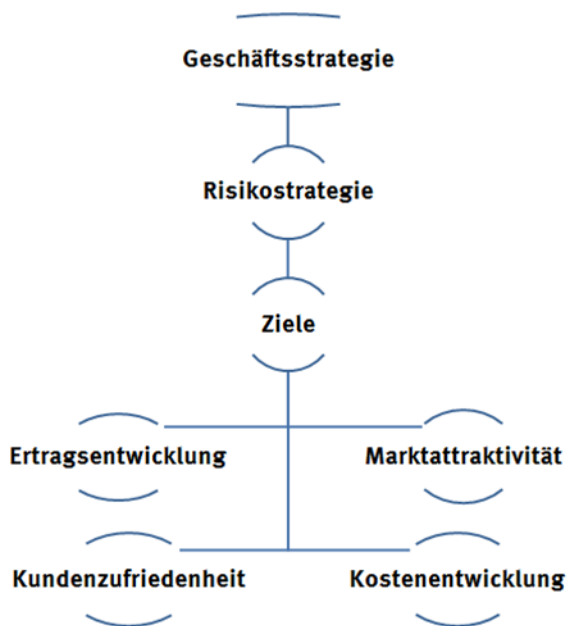 Geschäftsstrategie
Risikostrategie
Ziele
Ertragsentwicklung
Marktattraktivität
Kundenzufriedenheit
Kostenentwicklung